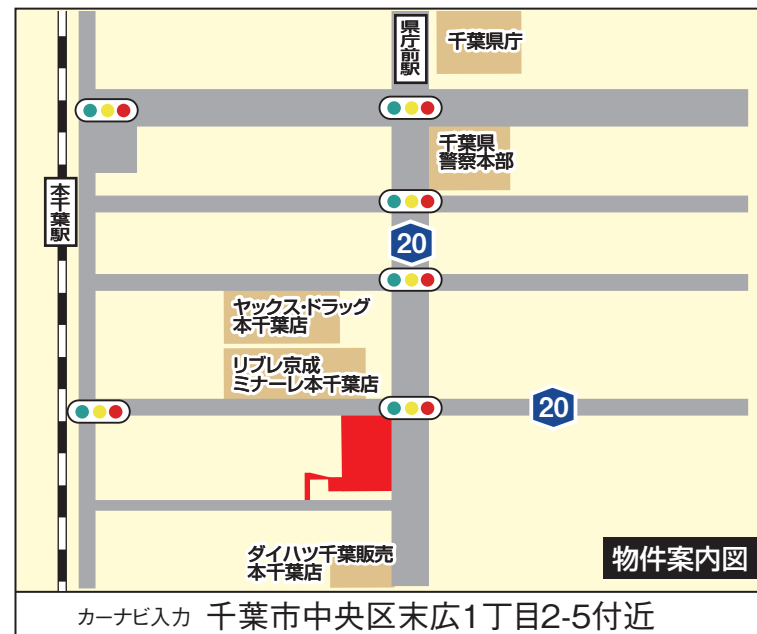 県庁前駅
千葉県庁
千葉県
警察本部
本千葉駅
20
ヤックス・ドラッグ
本千葉店
リブレ京成
ミナーレ本千葉店
20
ダイハツ千葉販売
本千葉店
物件案内図
カーナビ入力 千葉市中央区末広1丁目2-5付近